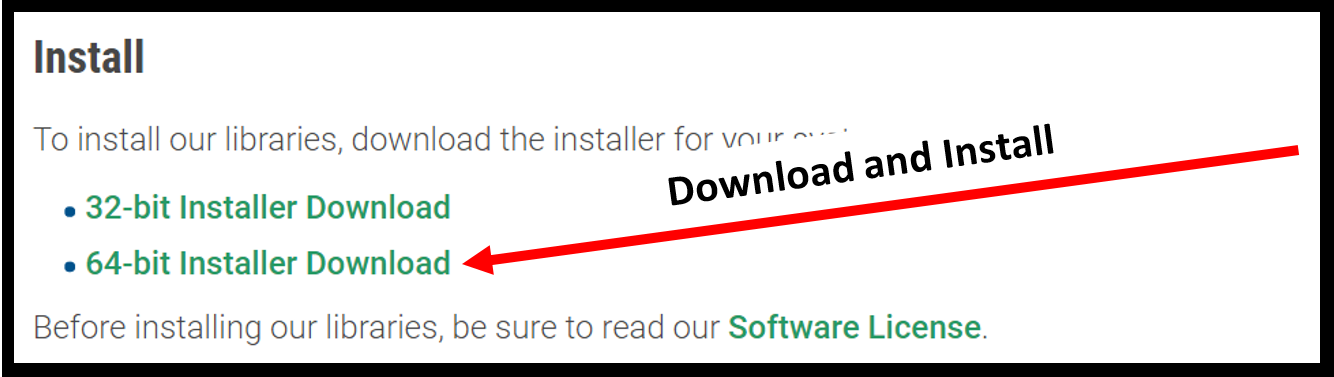 Install
To install our libraries, download the installer for your
Download and Install
32-bit Installer Download
64-bit Installer Download
Before installing our libraries, be sure to read our Software License.